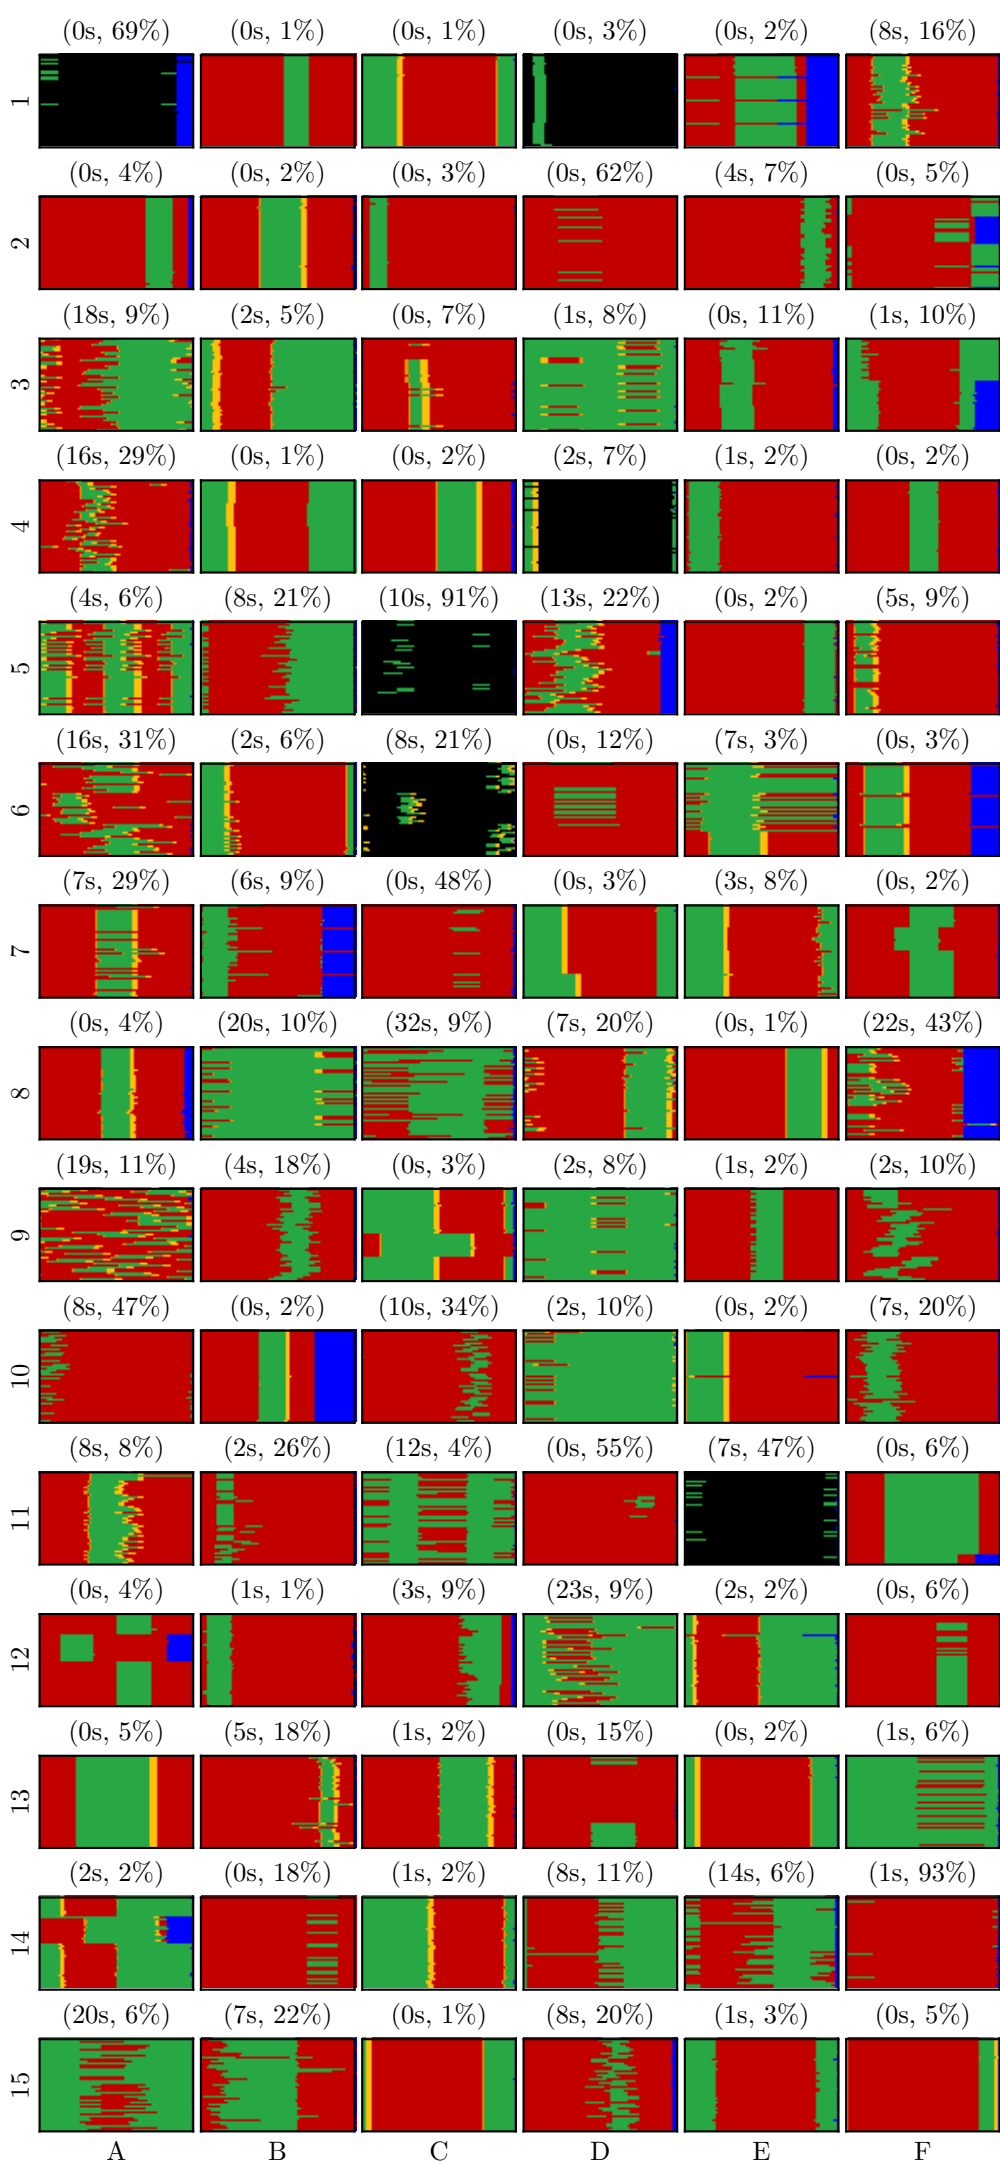 (0s, 69%) (0s, 1%) (0s, 1%) (0s, 3%) (0s, 2%) (8s, 16%)
1
(0s, 4%) (0s, 2%) (0s, 3%) (0s, 62%) (4s, 7%) (0s, 5%)
2
(18s, 9%) (2s, 5%) (0s, 7%) (1s, 8%) (0s, 11%) (1s, 10%)
3
(16s, 29%) (0s, 1%) (0s, 2%) (2s, 7%) (1s, 2%) (0s, 2%)
4
(4s, 6%) (8s, 21%) (10s, 91%) (13s, 22%) (0s, 2%) (5s, 9%)
5
(16s, 31%) (2s, 6%) (8s, 21%) (0s, 12%) (7s, 3%) (0s, 3%)
6
(7s, 29%) (6s, 9%) (0s, 48%) (0s, 3%) (3s, 8%) (0s, 2%)
7
(0s, 4%) (20s, 10%) (32s, 9%) (7s, 20%) (0s, 1%) (22s, 43%)
8
(19s, 11%) (4s, 18%) (0s, 3%) (2s, 8%) (1s, 2%) (2s, 10%)
9
(8s, 47%) (0s, 2%) (10s, 34%) (2s, 10%) (0s, 2%) (7s, 20%)
10
(8s, 8%) (2s, 26%) (12s, 4%) (0s, 55%) (7s, 47%) (0s, 6%)
11
(0s, 4%) (1s, 1%) (3s, 9%) (23s, 9%) (2s, 2%) (0s, 6%)
12
(0s, 5%) (5s, 18%) (1s, 2%) (0s, 15%) (0s, 2%) (1s, 6%)
13
(2s, 2%) (0s, 18%) (1s, 2%) (8s, 11%) (14s, 6%) (1s, 93%)
14
(20s, 6%) (7s, 22%) (0s, 1%) (8s, 20%) (1s, 3%) (0s, 5%)
15
A B C D E F